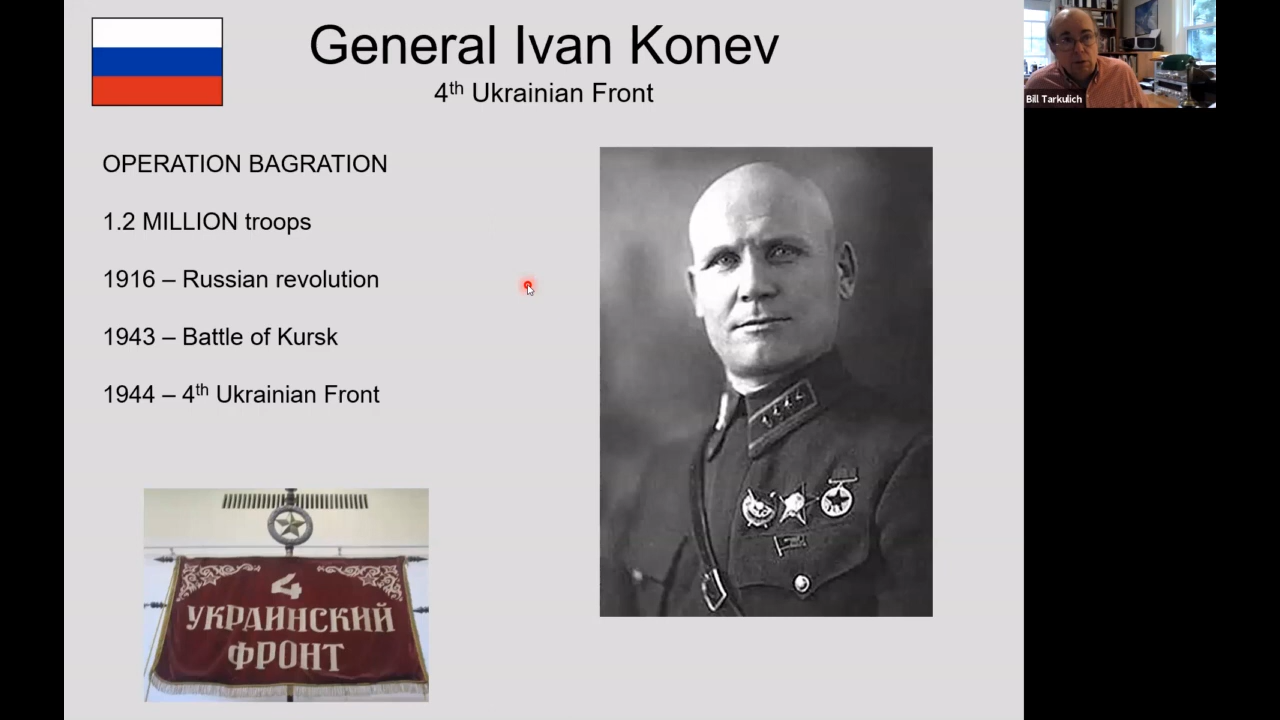 General Ivan Konev
4th Ukrainian Front
Bill Tarkulich
OPERATION BAGRATION
1.2 MILLION troops
1916 – Russian revolution
1943 – Battle of Kursk
1944 – 4th Ukrainian Front
4
УКРАИНСКИЙ
ФРОНТ